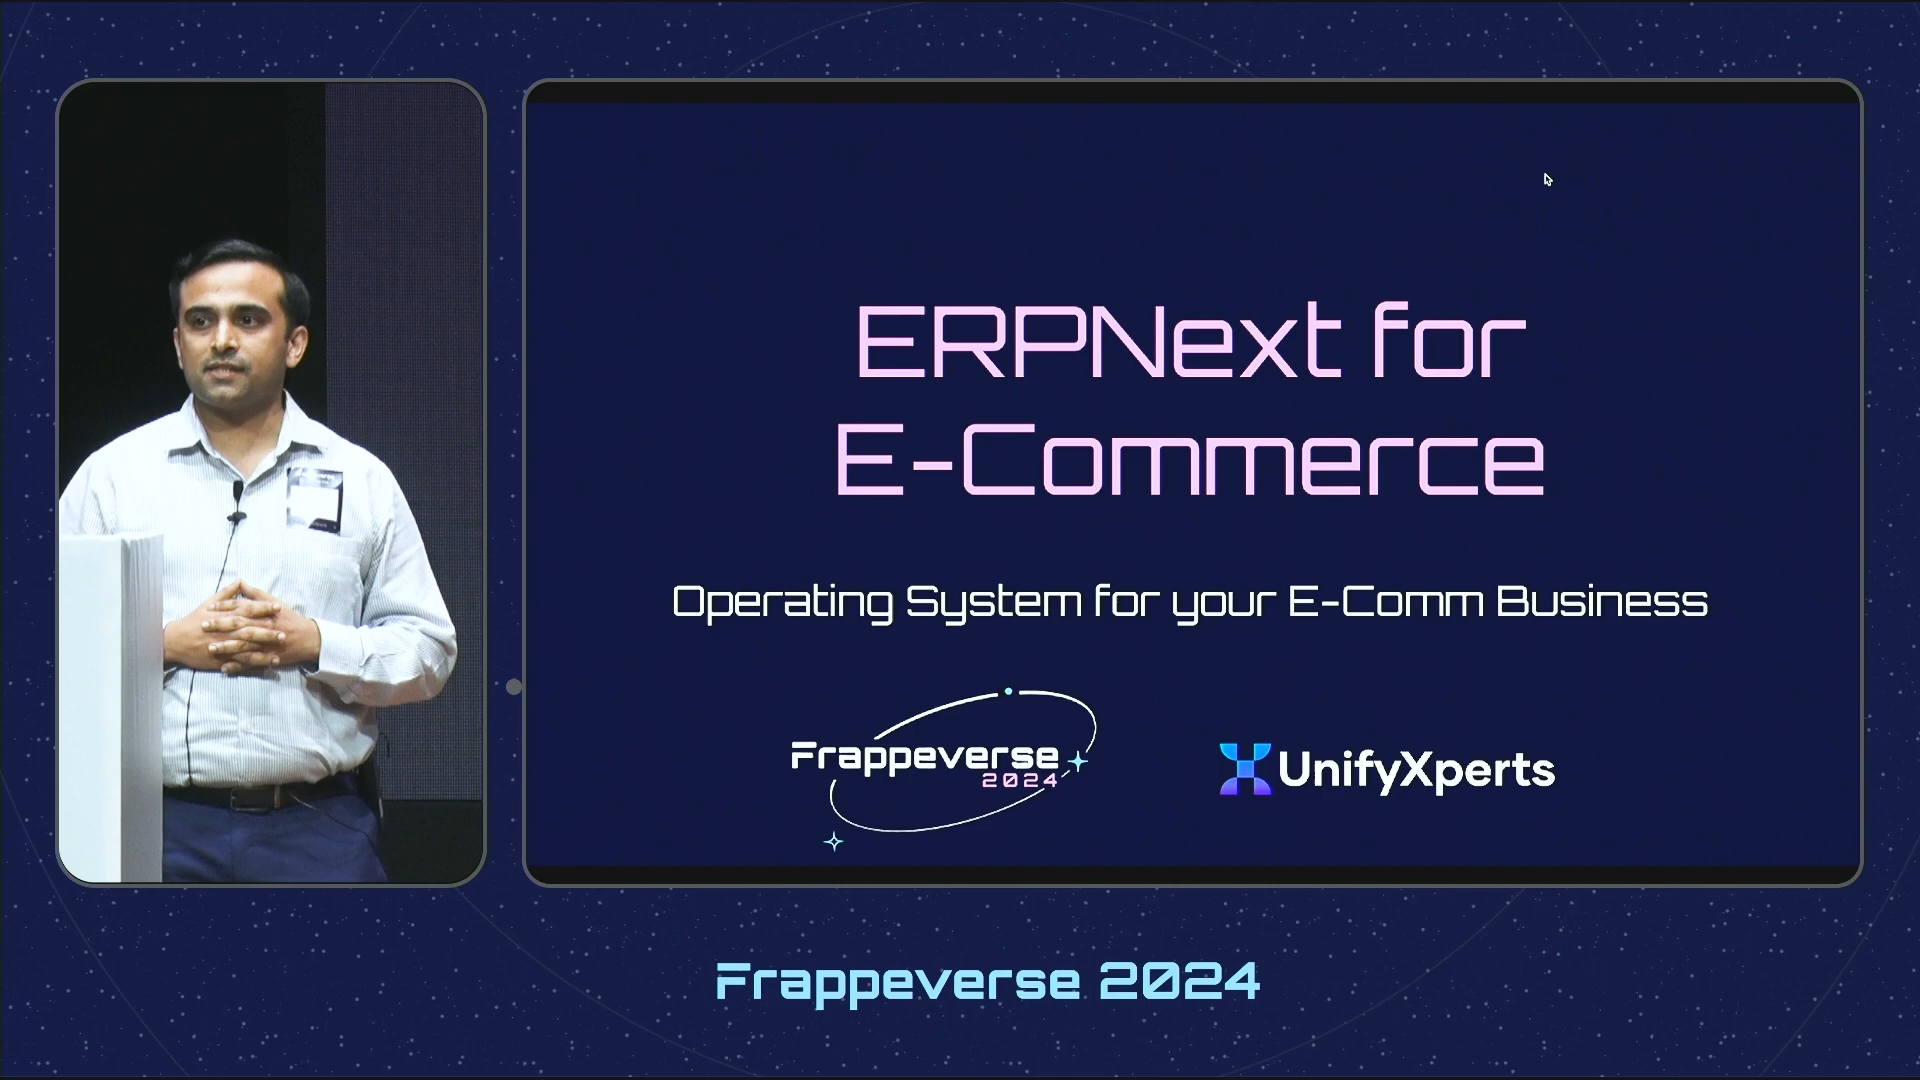 ERPNext for
E-Commerce
Operating System for your E-Comm Business
Frappeverse
2024
UnifyXperts
Frappeverse 2024